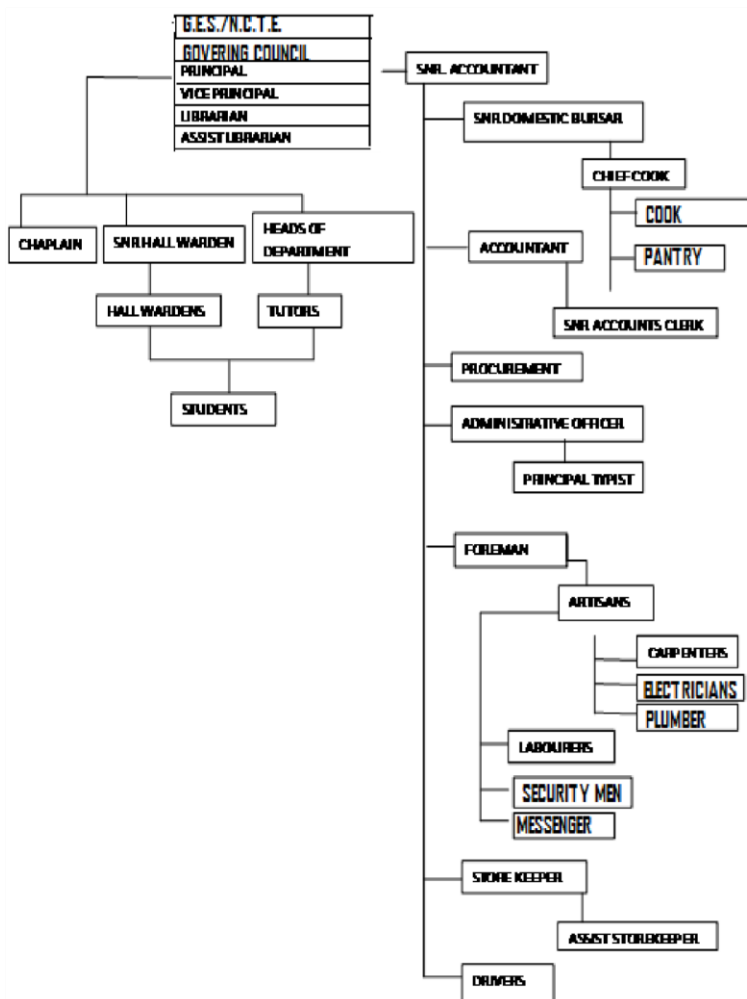 G.E.S./N.C.T.E.
GOVERING COUNCIL
PRINCIPAL
VICE PRINCIPAL
LIBRARIAN
ASSIST LIBRARIAN
SNR. ACCOUNTANT
SNR DOMESTIC BURSAR
CHIEF COOK
COOK
PANTRY
ACCOUNTANT
SNR ACCOUNTS CLERK
CHAPLAIN
SNR HALL WARDEN
HEADS OF
DEPARTMENT
HALL WARDENS
TUTORS
STUDENTS
PROCUREMENT
ADMINISTRATIVE OFFICER
PRINCIPAL TYPIST
FOREMAN
ARTISANS
CARPENTERS
ELECTRICIANS
PLUMBER
LABOURERS
SECURITY MEN
MESSENGER
STORE KEEPER
ASSIST STOREKEEPER
DRIVERS